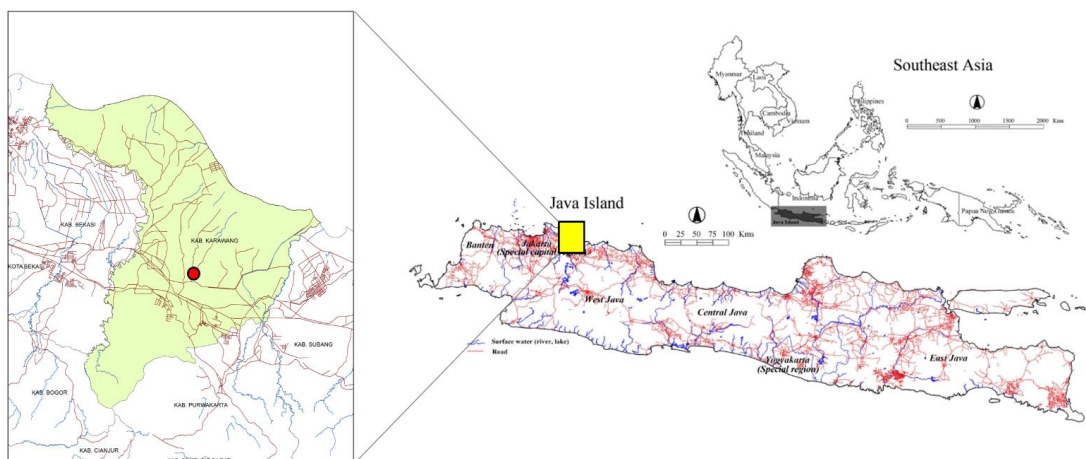 KAB. BEKASI
KAB. KARAWANG
KOTA BEKASI
KAB. SUBANG
KAB. BOGOR
KAB. PURWAKARTA
KAB. CIANJUR
Southeast Asia
Myanmar
Laos
Cambodia
Vietnam
Thailand
Philippines
Malaysia
Indonesia
Java Island
Papua New Guinea
0 500 1000 1500 2000 Kms
Java Island
0 25 50 75 100 Kms
Banten
Jakarta
(Special capital
West Java
Central Java
Yogyakarta
(Special region)
East Java
Surface water (river, lake)
Road